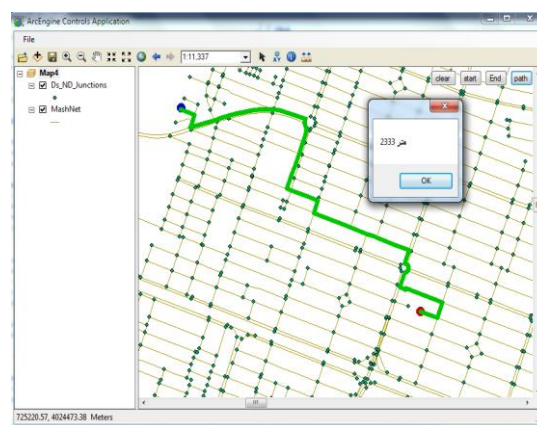 ArcEngine Controls Application
File
1:11,337
Map4
Ds_ND_Junctions
MashNet
clear start End path
2333 متر
OK
725220.57, 4024473.38 Meters